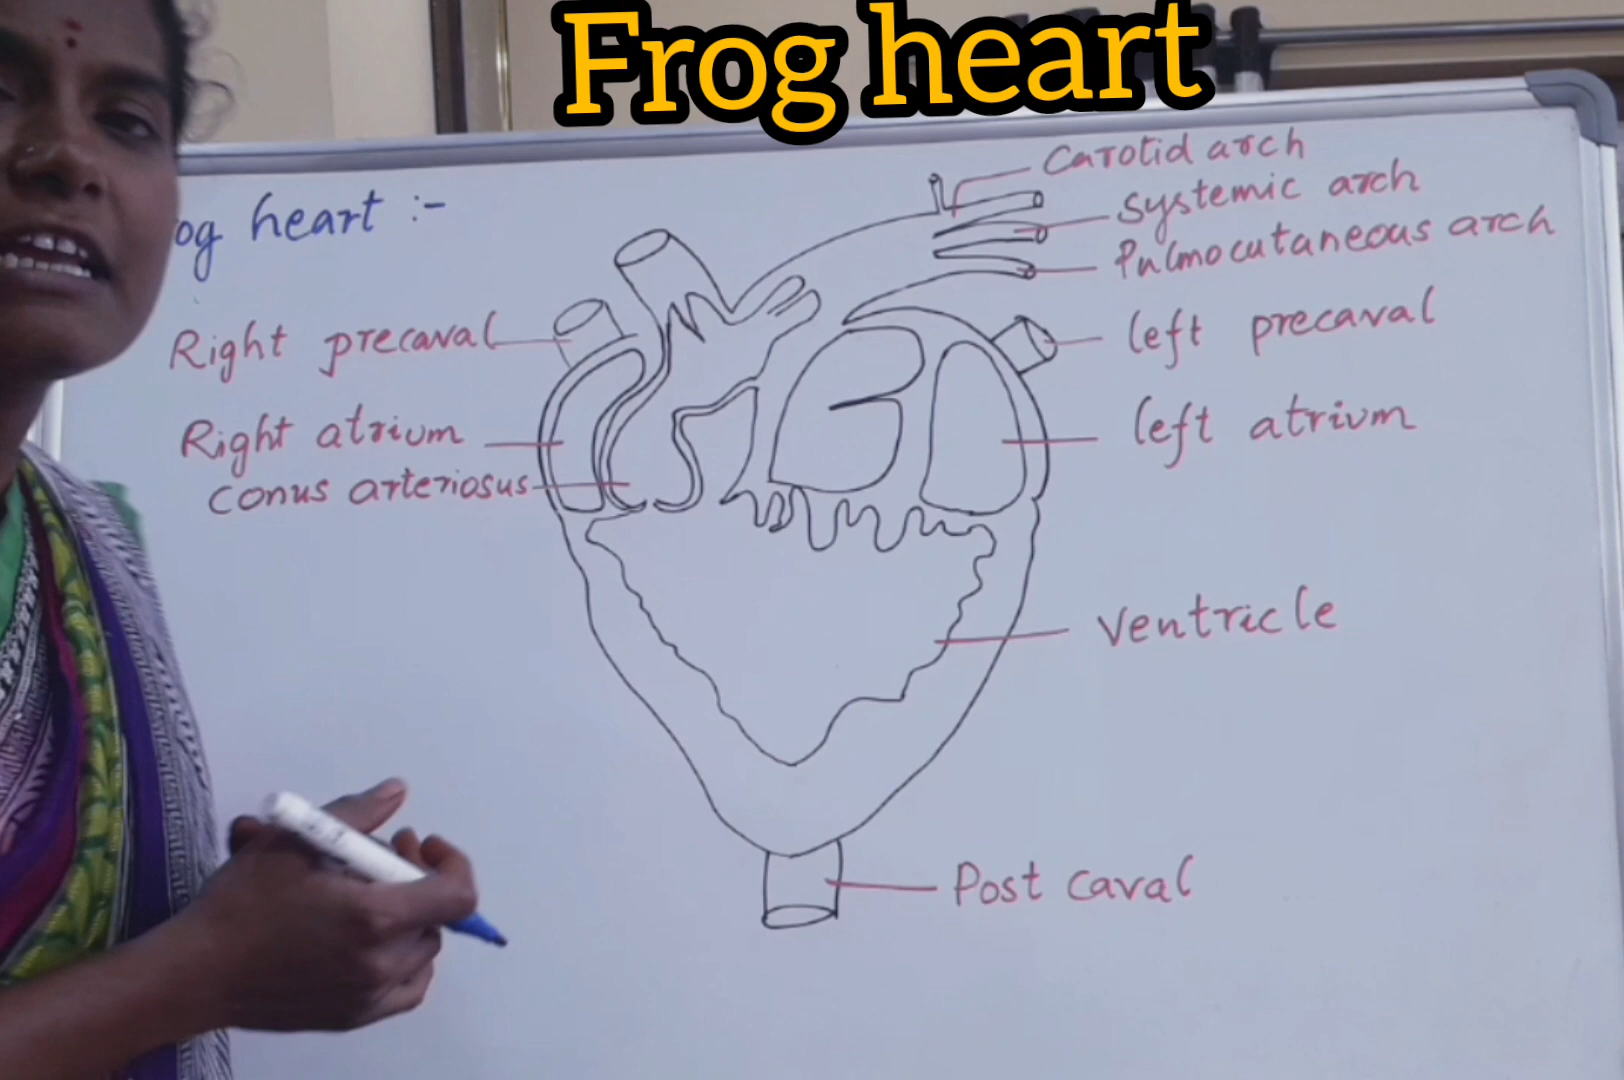 Frog heart
og heart :-
Carotid arch
Systemic arch
Pulmocutaneous arch
Right precaval
left precaval
Right atrium
left atrium
Conus arteriosus
Ventricle
Post caval